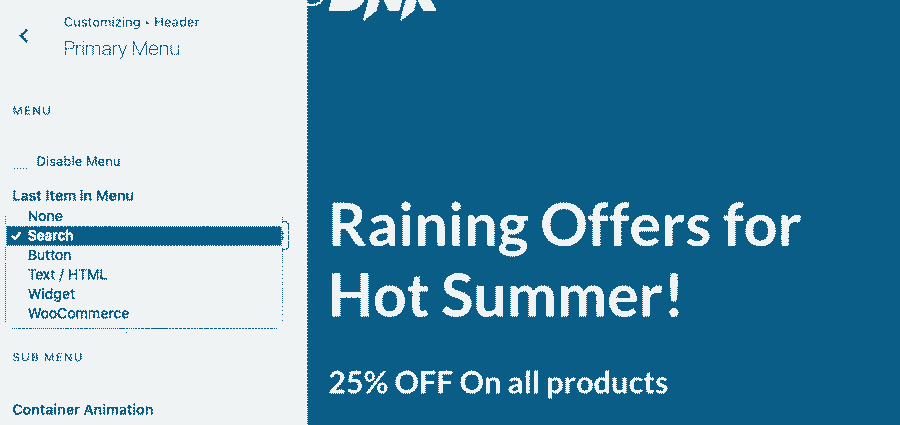 Customizing • Header
Primary Menu
MENU
Disable Menu
Last Item in Menu
None
✓ Search
Button
Text / HTML
Widget
WooCommerce
SUB MENU
Container Animation
DNK
Raining Offers for
Hot Summer!
25% OFF On all products